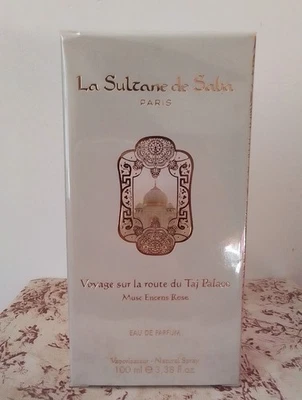 La Sultane de Saba
PARIS
Voyage sur la route du Taj Palace
Musc Encens Rose
EAU DE PARFUM
Vaporisateur - Natural Spray
100 ml e 3.38 fl.oz